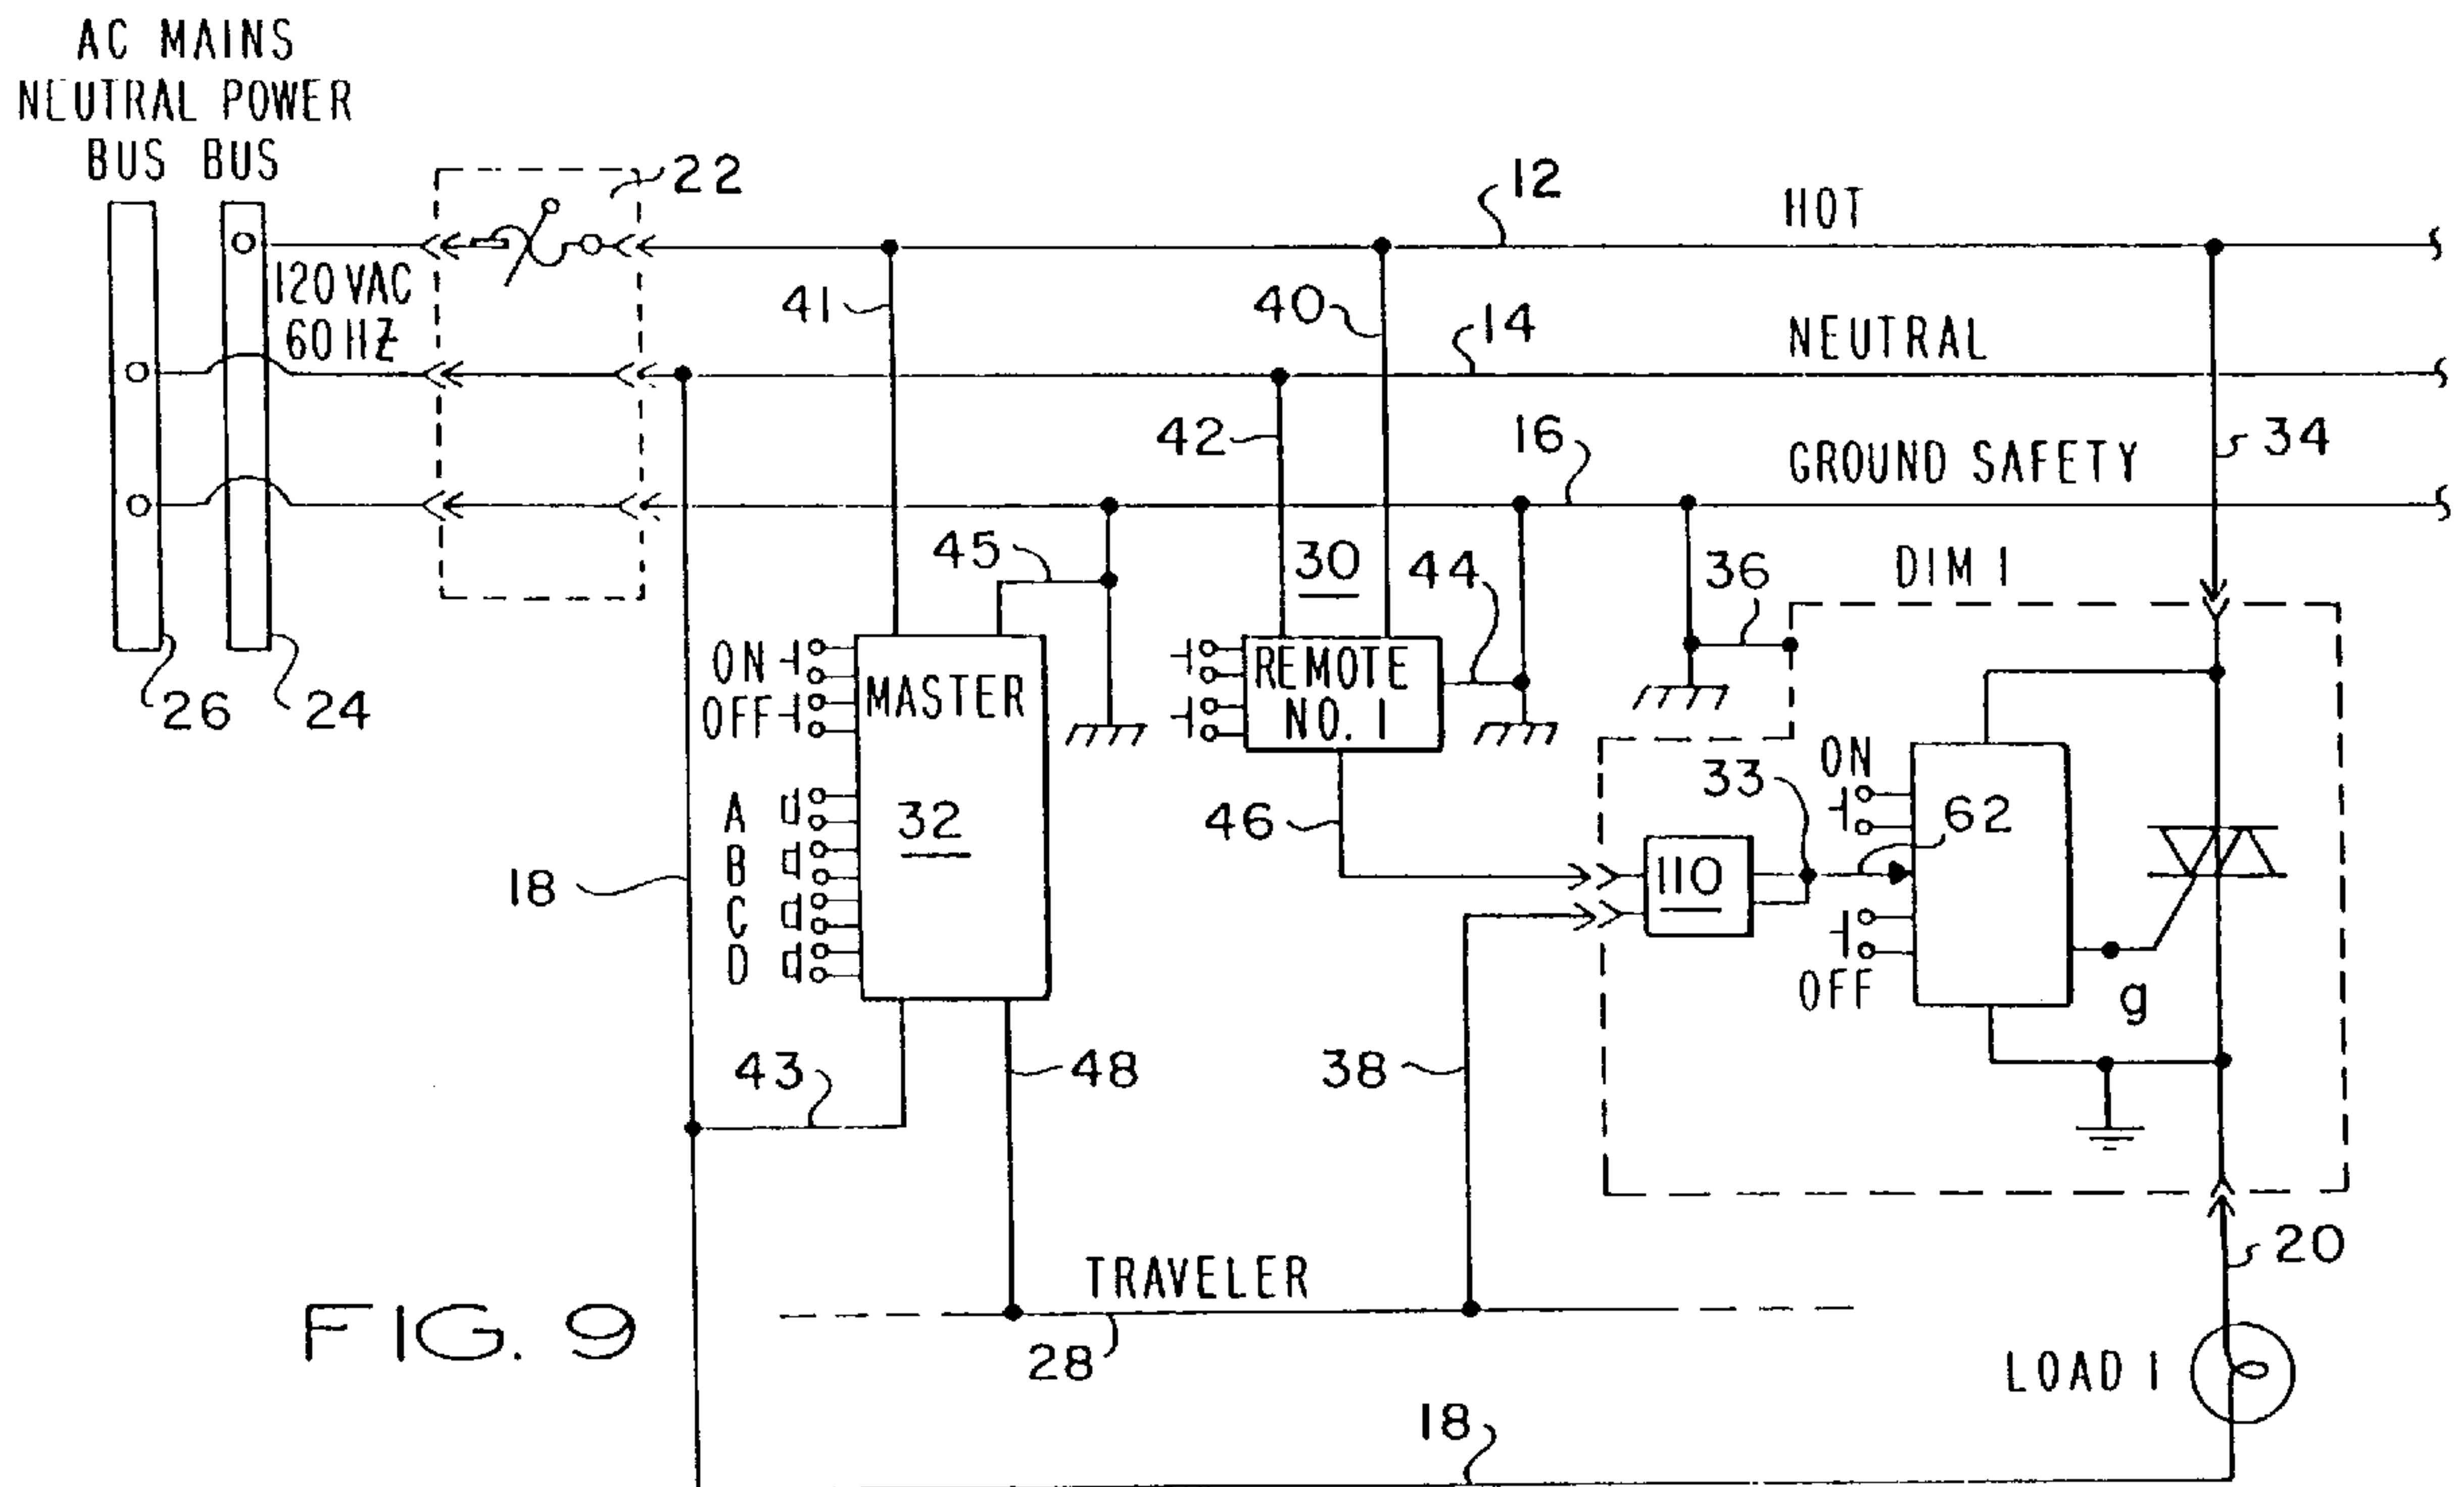 AC MAINS
NEUTRAL POWER
BUS BUS
22
12
HOT
120 VAC
60 HZ
41
40
14
NEUTRAL
42
16
GROUND SAFETY
34
45
30
44
36
DIM 1
26
24
ON
OFF
MASTER
REMOTE
NO. 1
33
ON
62
A
B
C
D
32
46
110
18
OFF
g
43
48
38
TRAVELER
20
FIG. 9
28
LOAD 1
18